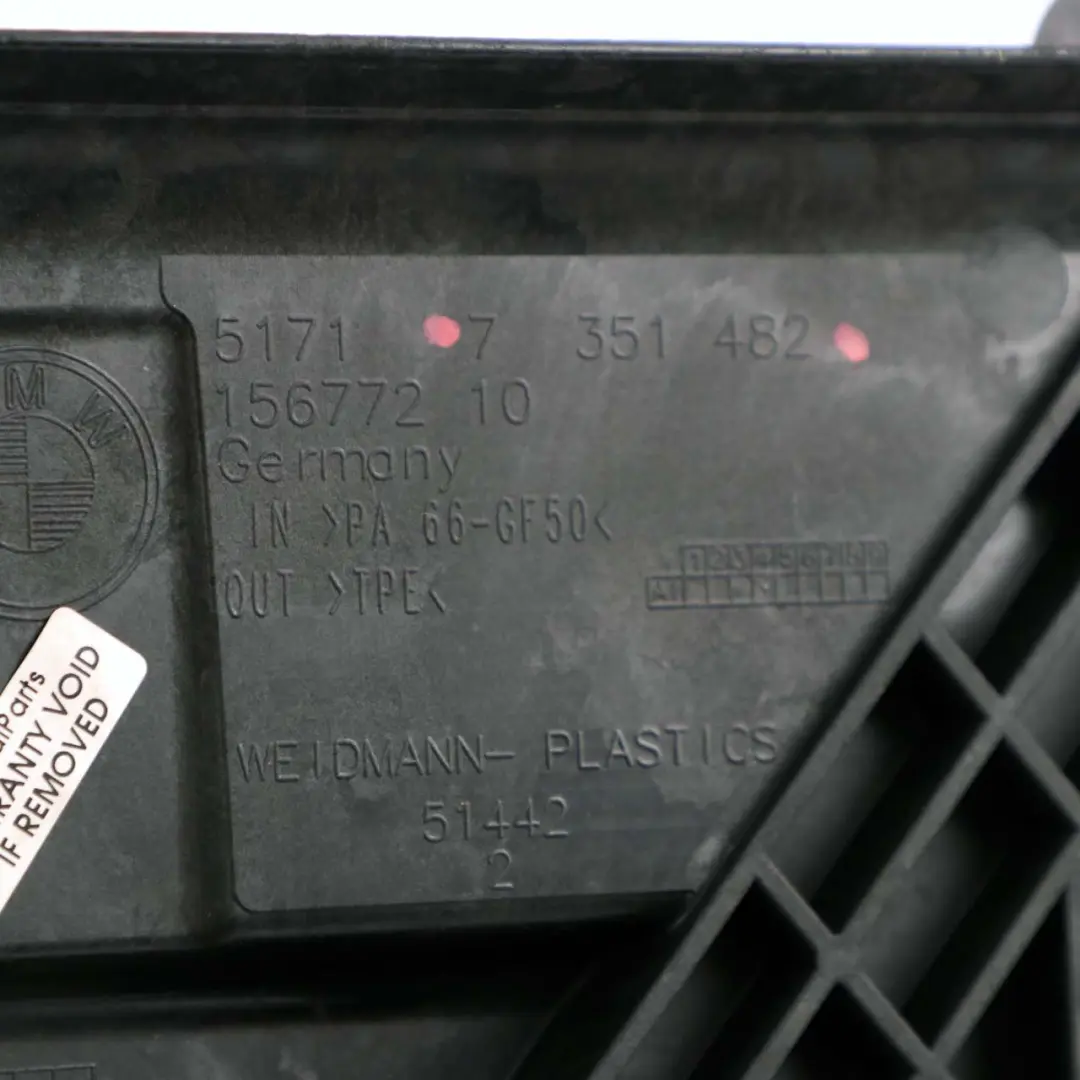 5171 7 351 482
156772 10
Germany
IN >PA 66-GF50<
OUT >TPE<
WEIDMANN- PLASTICS
51442
2
M W
VOID
IF REMOVED